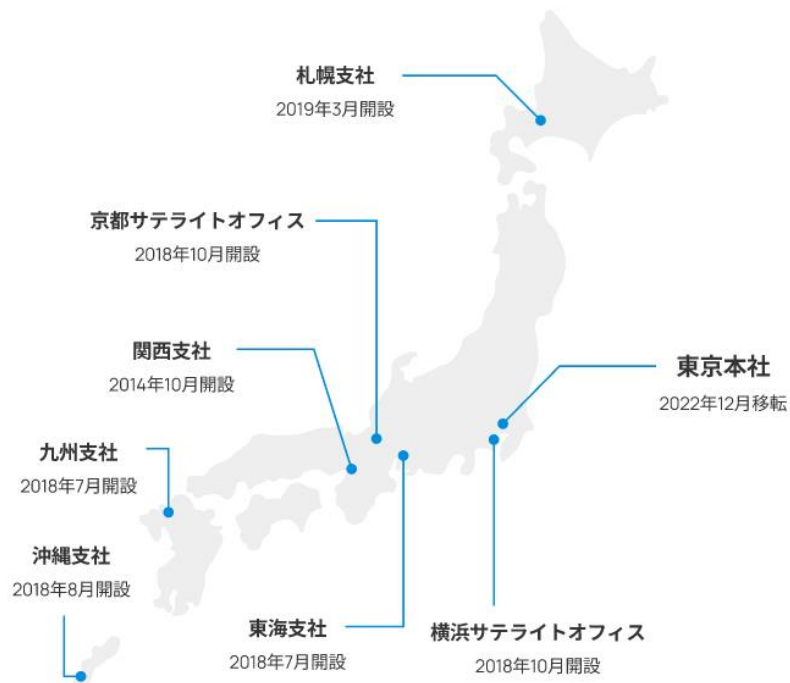 札幌支社
2019年3月開設
京都サテライトオフィス
2018年10月開設
関西支社
2014年10月開設
東京本社
2022年12月移転
九州支社
2018年7月開設
沖縄支社
2018年8月開設
東海支社
2018年7月開設
横浜サテライトオフィス
2018年10月開設